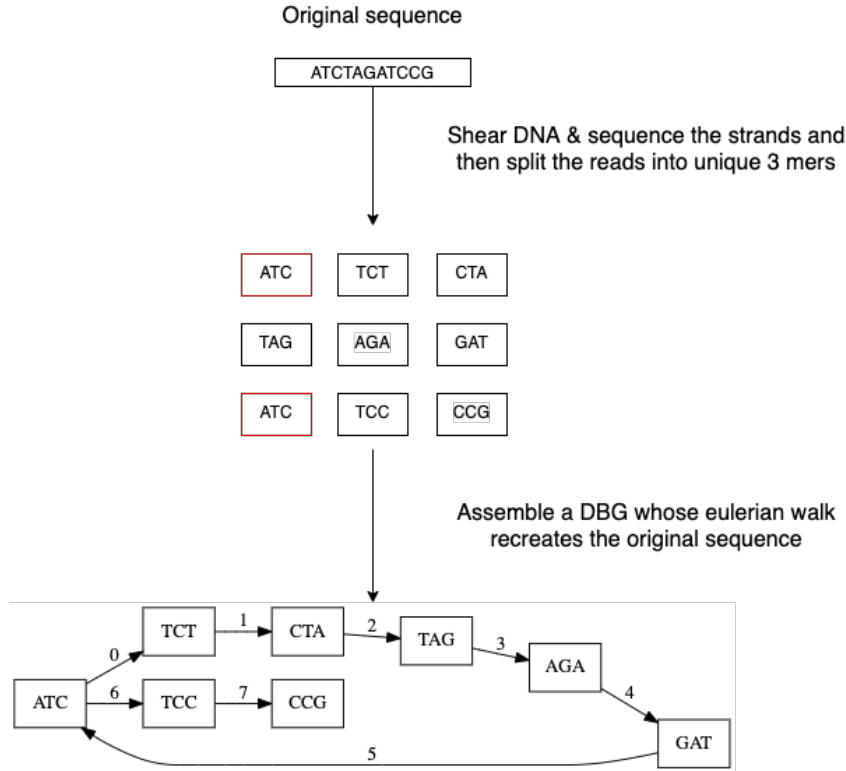 Original sequence
ATCTAGATCCG
Shear DNA & sequence the strands and
then split the reads into unique 3 mers
ATC TCT CTA
TAG AGA GAT
ATC TCC CCG
Assemble a DBG whose eulerian walk
recreates the original sequence
TCT 1 CTA 2 TAG 3 AGA
0
4
ATC 6 TCC 7 CCG
GAT
5